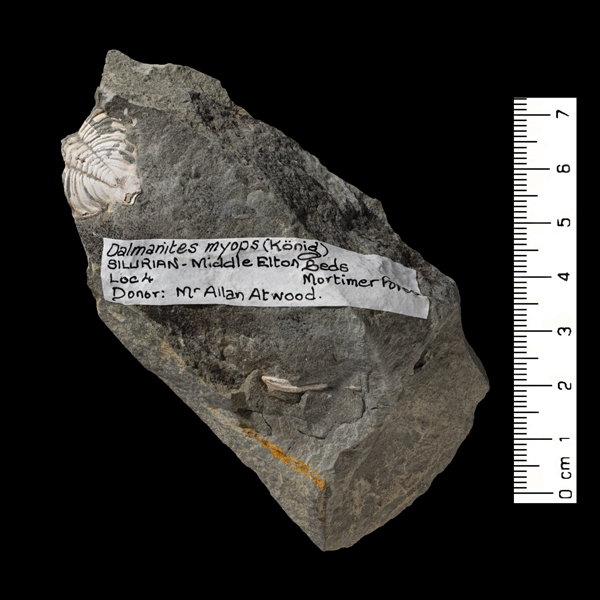 Dalmanites myops (König)
SILURIAN - Middle Elton Beds
Loc 4 Mortimer
Donor: Mr Allan Atwood.
7
6
5
4
3
2
1
0 cm